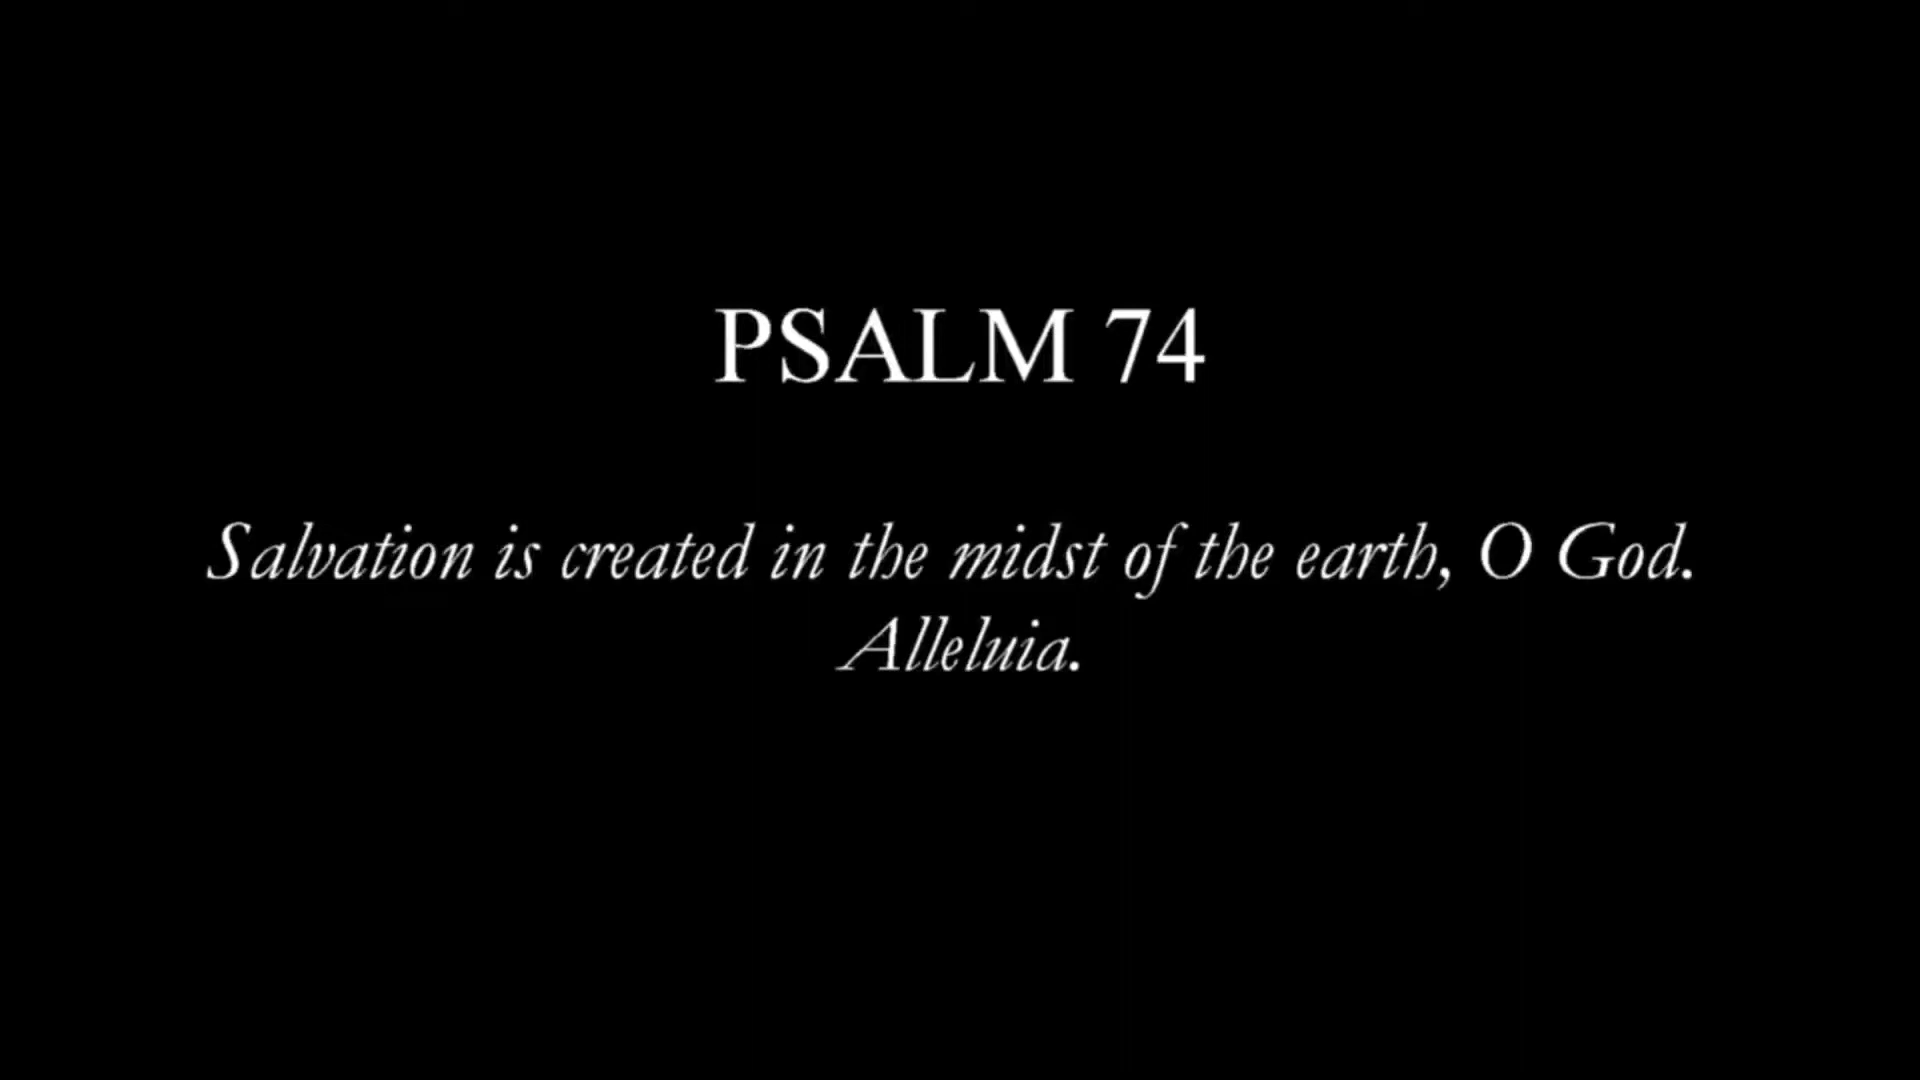 PSALM 74
Salvation is created in the midst of the earth, O God.
Alleluia.